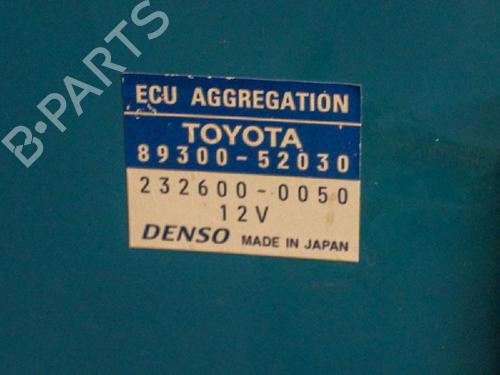 B-PARTS
ECU AGGREGATION
TOYOTA
89300-52030
232600-0050
12V
DENSO MADE IN JAPAN